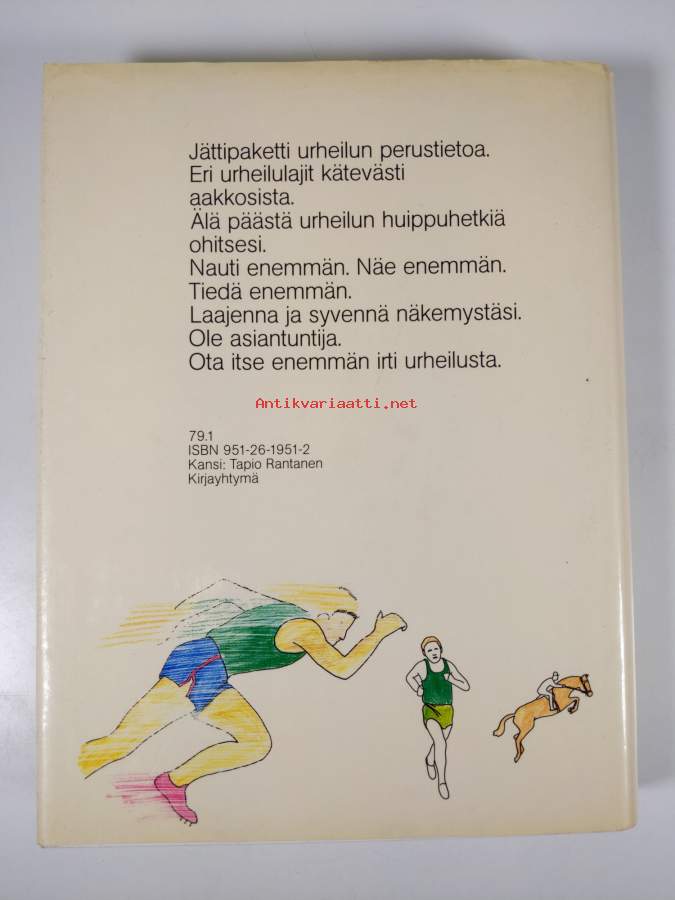 Jättipaketti urheilun perustietoa.
Eri urheilulajit kätevästi
aakkosista.
Älä päästä urheilun huippuhetkiä
ohitsesi.
Nauti enemmän. Näe enemmän.
Tiedä enemmän.
Laajenna ja syvennä näkemystäsi.
Ole asiantuntija.
Ota itse enemmän irti urheilusta.
Antikvariaatti.net
79.1
ISBN 951-26-1951-2
Kansi: Tapio Rantanen
Kirjayhtymä